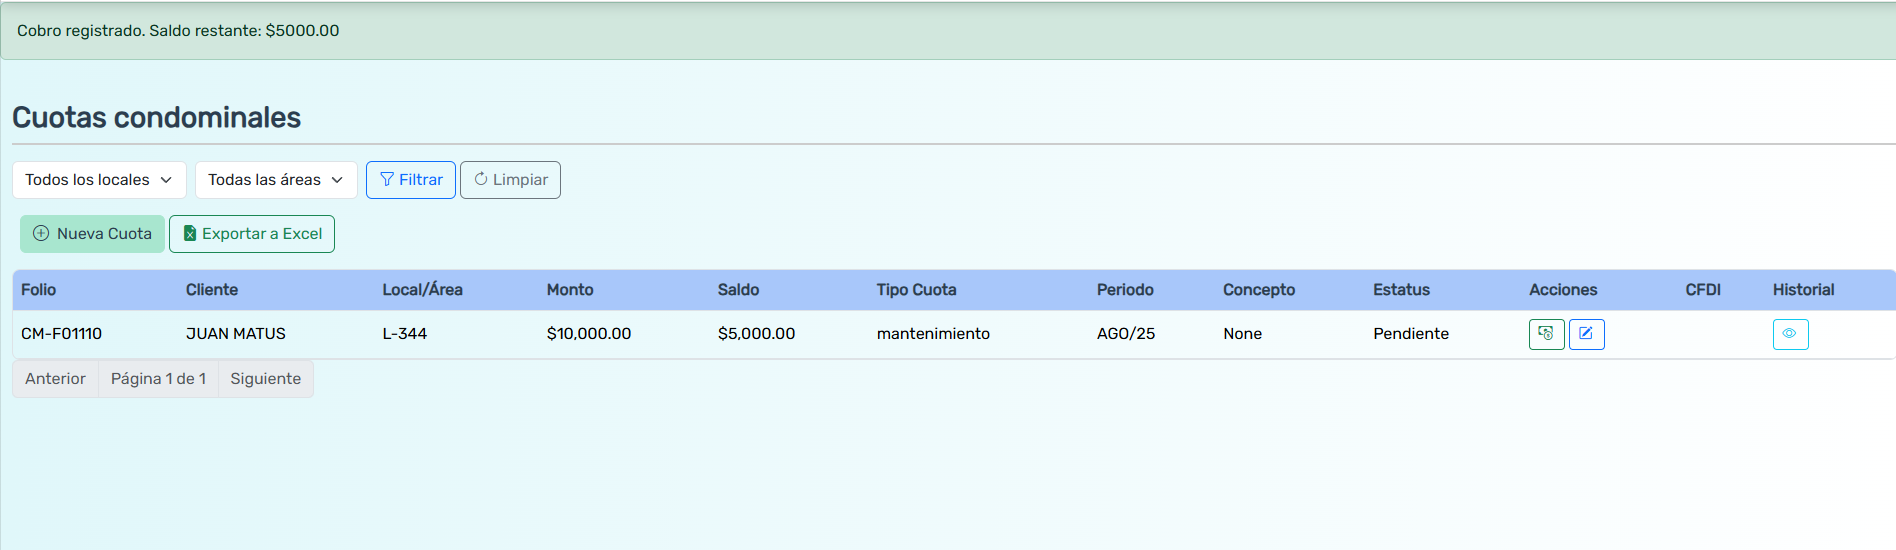 Cobro registrado. Saldo restante: $5000.00
Cuotas condominales
Todos los locales Todas las áreas Filtrar Limpiar
Nueva Cuota Exportar a Excel
Folio Cliente Local/Área Monto Saldo Tipo Cuota Periodo Concepto Estatus Acciones CFDI Historial
CM-F01110 JUAN MATUS L-344 $10,000.00 $5,000.00 mantenimiento AGO/25 None Pendiente
Anterior Página 1 de 1 Siguiente